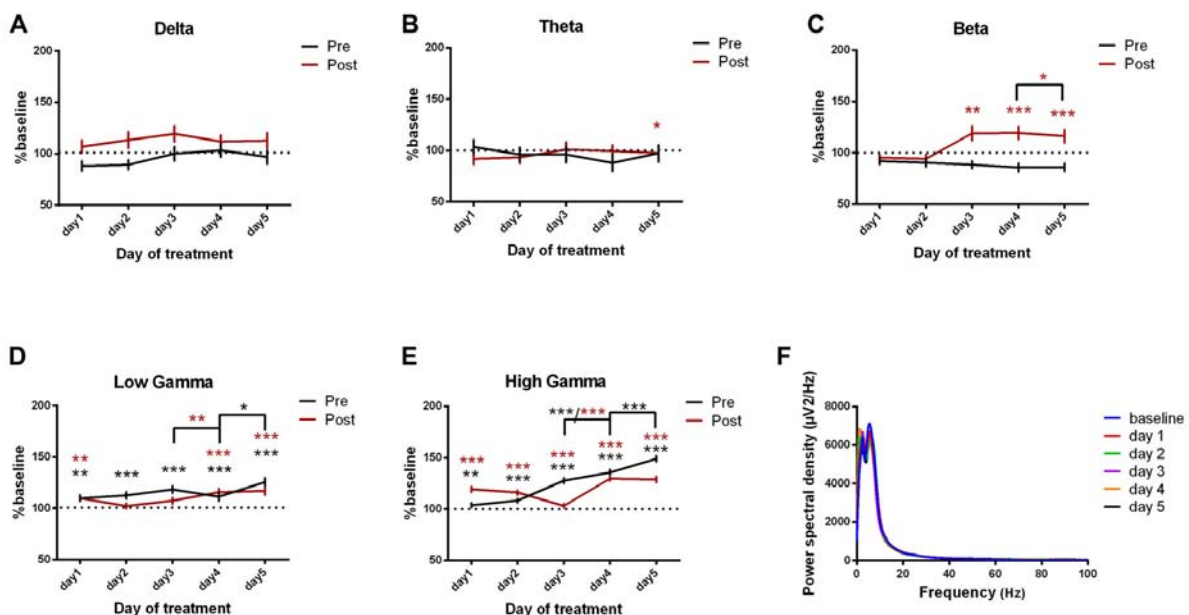 A
Delta
Pre
Post
200
150
100
50
%baseline
day1
day2
day3
day4
day5
Day of treatment
B
Theta
Pre
Post
200
150
100
50
%baseline
*
day1
day2
day3
day4
day5
Day of treatment
C
Beta
Pre
Post
200
150
100
50
%baseline
*
** *** ***
day1
day2
day3
day4
day5
Day of treatment
D
Low Gamma
Pre
Post
200
150
100
50
%baseline
*
**
** *** ***
** *** *** *** ***
day1
day2
day3
day4
day5
Day of treatment
E
High Gamma
Pre
Post
200
150
100
50
%baseline
***/*** ***
*** *** *** *** ***
** *** *** *** ***
day1
day2
day3
day4
day5
Day of treatment
F
Power spectral density (µV2/Hz)
8000
6000
4000
2000
0
0 20 40 60 80 100
Frequency (Hz)
baseline
day 1
day 2
day 3
day 4
day 5